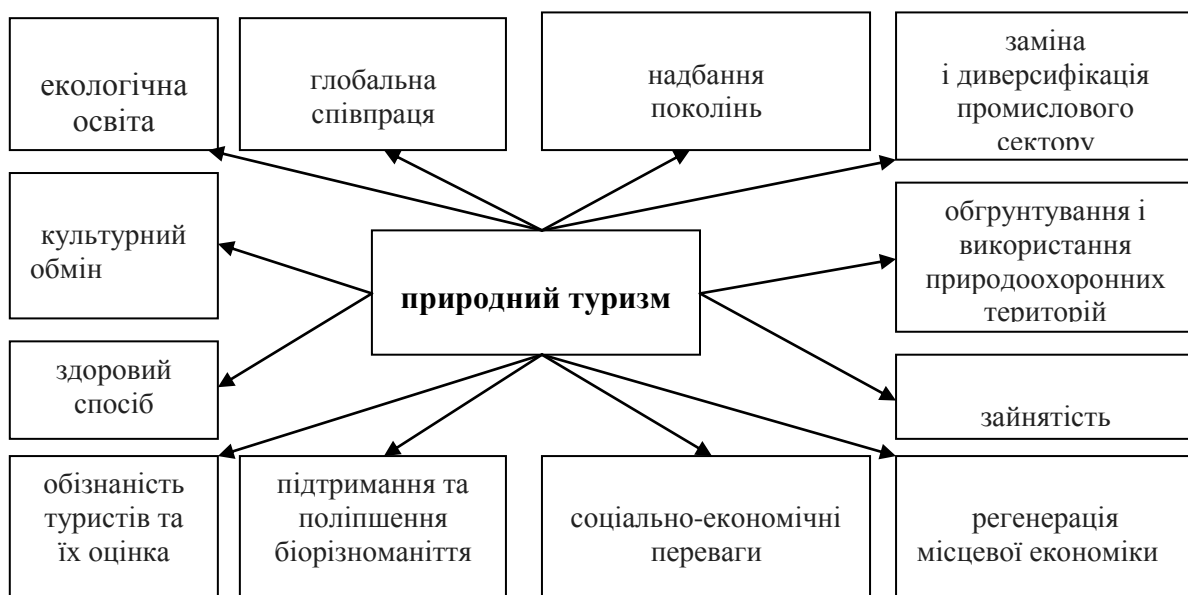 екологічна
освіта
глобальна
співпраця
надбання
поколінь
заміна
і диверсифікація
промислового
сектору
культурний
обмін
природний туризм
обгрунтування і
використання
природоохоронних
територій
здоровий
спосіб
зайнятість
обізнаність
туристів та
їх оцінка
підтримання та
поліпшення
біорізноманіття
соціально-економічні
переваги
регенерація
місцевої економіки